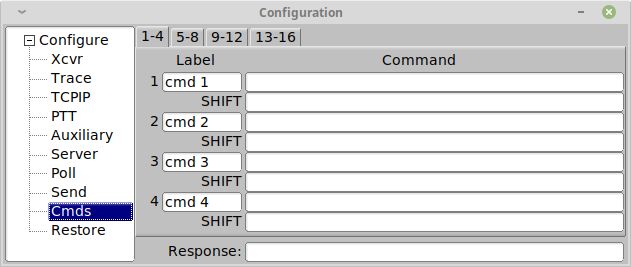 Configuration
Configure
Xcvr
Trace
TCPIP
PTT
Auxiliary
Server
Poll
Send
Cmds
Restore
1-4 5-8 9-12 13-16
Label Command
1 cmd 1
SHIFT
2 cmd 2
SHIFT
3 cmd 3
SHIFT
4 cmd 4
SHIFT
Response: